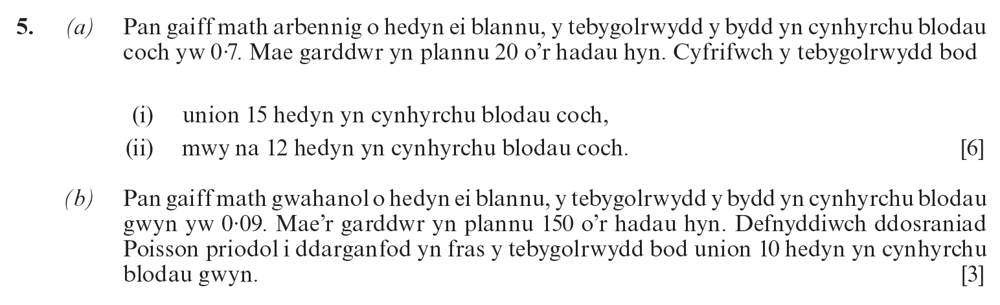 5. (a) Pan gaiff math arbennig o hedyn ei blannu, y tebygolrwydd y bydd yn cynhyrchu blodau
coch yw 0·7. Mae garddwr yn plannu 20 o’r hadau hyn. Cyfrifwch y tebygolrwydd bod
(i) union 15 hedyn yn cynhyrchu blodau coch,
(ii) mwy na 12 hedyn yn cynhyrchu blodau coch. [6]
(b) Pan gaiff math gwahanol o hedyn ei blannu, y tebygolrwydd y bydd yn cynhyrchu blodau
gwyn yw 0·09. Mae’r garddwr yn plannu 150 o’r hadau hyn. Defnyddiwch ddosraniad
Poisson priodol i ddarganfod yn fras y tebygolrwydd bod union 10 hedyn yn cynhyrchu
blodau gwyn. [3]